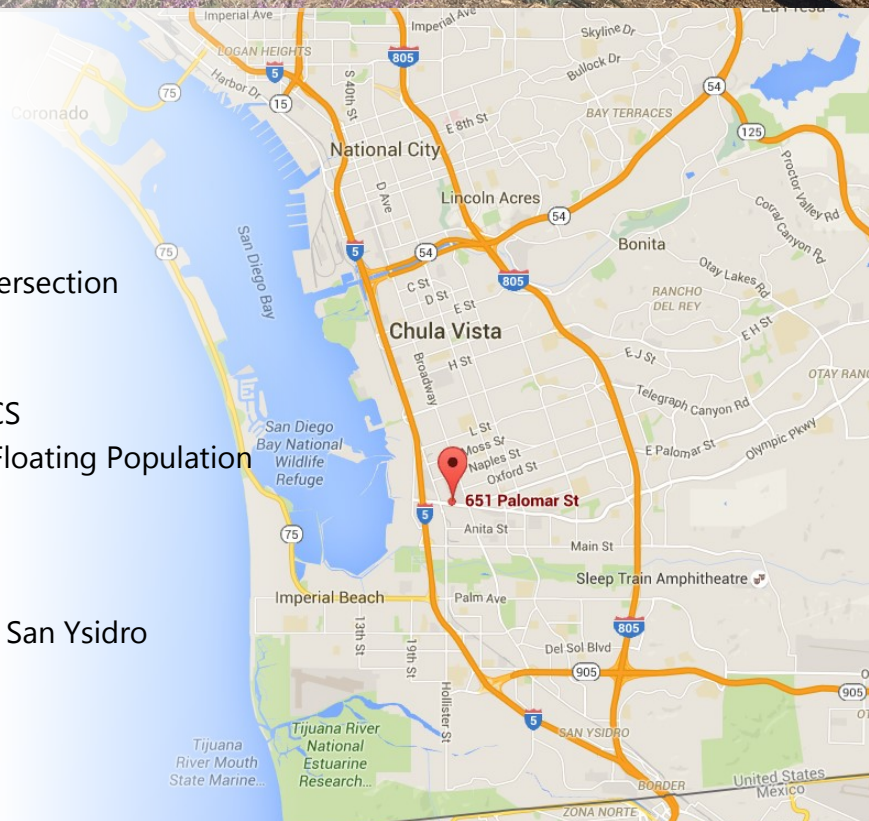 Imperial Ave
Imperial Ave
LOGAN HEIGHTS
5
805
Skyline Dr
Harbor Dr
75
15
S 40th St
Bullock Dr
54
Coronado
E 8th St
BAY TERRACES
125
National City
D Ave
Lincoln Acres
Proctor Valley Rd
54
75
San Diego Bay
5
54
Bonita
805
C St
D St
E St
Otay Lakes Rd
RANCHO
DEL REY
Chula Vista
E H St
Broadway
H St
E J St
Telegraph Canyon Rd
Olympic Pkwy
L St
Moss St
Naples St
Oxford St
E Palomar St
San Diego
Bay National
Wildlife
Refuge
Floating Population
651 Palomar St
5
Anita St
75
Main St
Sleep Train Amphitheatre
Imperial Beach
Palm Ave
San Ysidro
13th St
19th St
805
Del Sol Blvd
905
905
Hollister St
5
SAN YSIDRO
Tijuana
River Mouth
State Marine...
Tijuana River
National
Estuarine
Research...
BORDER
United States
México
ZONA NORTE